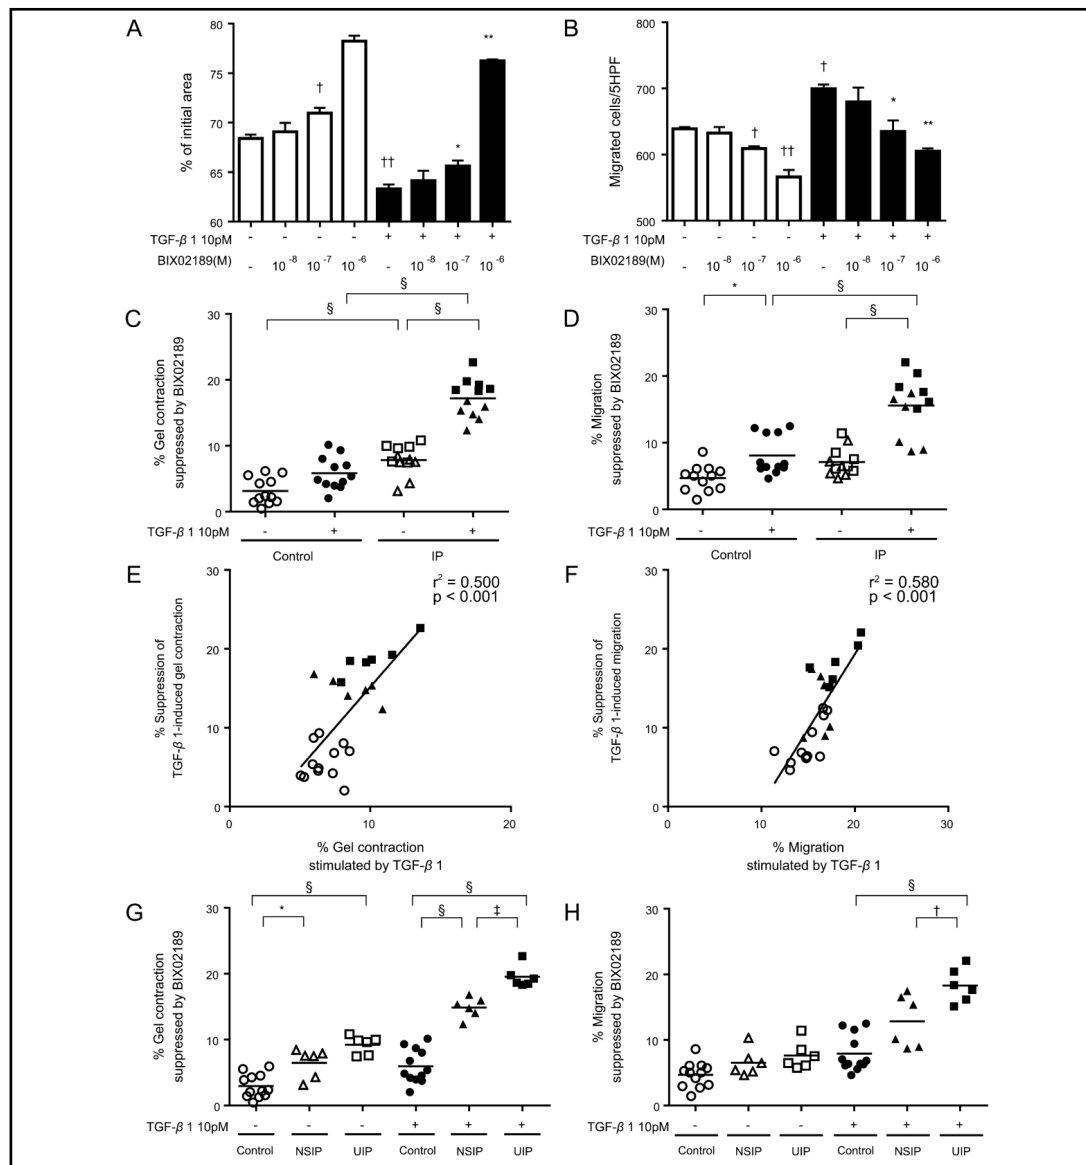 A
80
75
70
65
60
% of initial area
†
††
*
**
TGF-β 1 10pM - - - - + + + +
BIX02189(M) - 10-8 10-7 10-6 - 10-8 10-7 10-6
B
800
700
600
500
Migrated cells/5HPF
†
††
†
*
**
TGF-β 1 10pM - - - - + + + +
BIX02189(M) - 10-8 10-7 10-6 - 10-8 10-7 10-6
C
30
20
10
0
% Gel contraction
suppressed by BIX02189
§
§
§
TGF-β 1 10pM - + - +
Control IP
D
30
20
10
0
% Migration
suppressed by BIX02189
*
§
§
TGF-β 1 10pM - + - +
Control IP
E
30
20
10
0
% Suppression of
TGF-β 1-induced gel contraction
r2 = 0.500
p < 0.001
0 10 20
% Gel contraction
stimulated by TGF-β 1
F
30
20
10
0
% Suppression of
TGF-β 1-induced migration
r2 = 0.580
p < 0.001
0 10 20 30
% Migration
stimulated by TGF-β 1
G
30
20
10
0
% Gel contraction
suppressed by BIX02189
§
*
§
§
‡
TGF-β 1 10pM - - - + + +
Control NSIP UIP Control NSIP UIP
H
30
20
10
0
% Migration
suppressed by BIX02189
§
†
TGF-β 1 10pM - - - + + +
Control NSIP UIP Control NSIP UIP